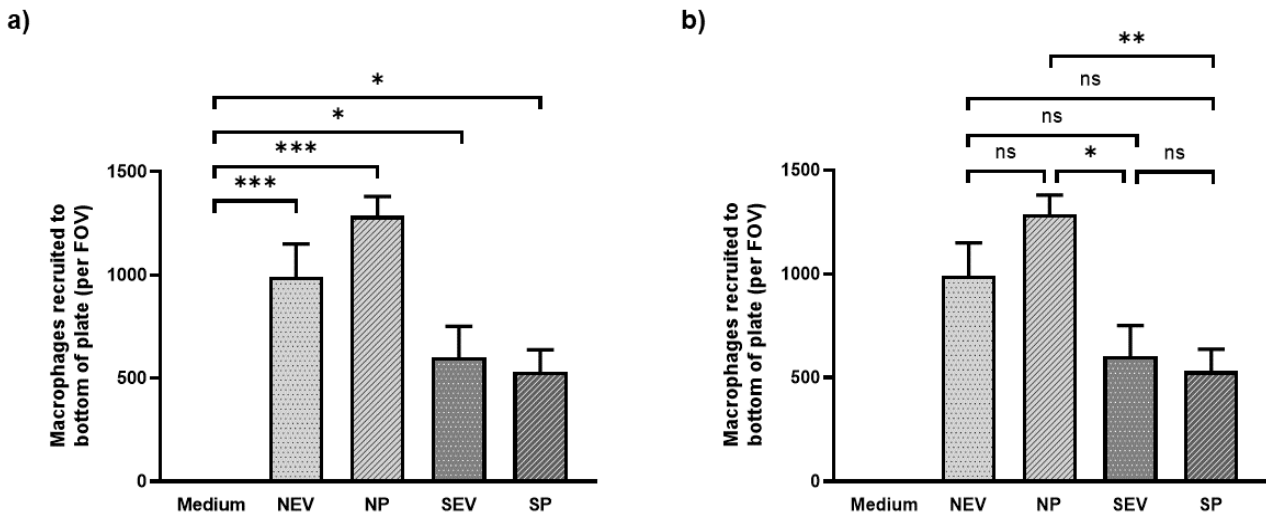 a)
*
*
***
***
Macrophages recruited to
bottom of plate (per FOV)
1500
1000
500
0
Medium NEV NP SEV SP
b)
**
ns
ns
ns * ns
Macrophages recruited to
bottom of plate (per FOV)
1500
1000
500
0
Medium NEV NP SEV SP